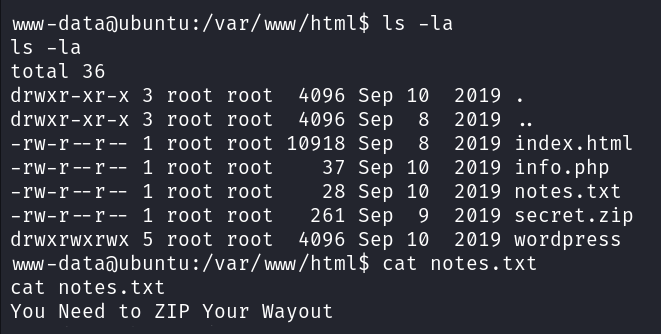 www-data@ubuntu:/var/www/html$ ls -la
ls -la
total 36
drwxr-xr-x 3 root root  4096 Sep 10  2019 .
drwxr-xr-x 3 root root  4096 Sep  8  2019 ..
-rw-r--r-- 1 root root 10918 Sep  8  2019 index.html
-rw-r--r-- 1 root root    37 Sep 10  2019 info.php
-rw-r--r-- 1 root root    28 Sep 10  2019 notes.txt
-rw-r--r-- 1 root root   261 Sep  9  2019 secret.zip
drwxrwxrwx 5 root root  4096 Sep 10  2019 wordpress
www-data@ubuntu:/var/www/html$ cat notes.txt
cat notes.txt
You Need to ZIP Your Wayout